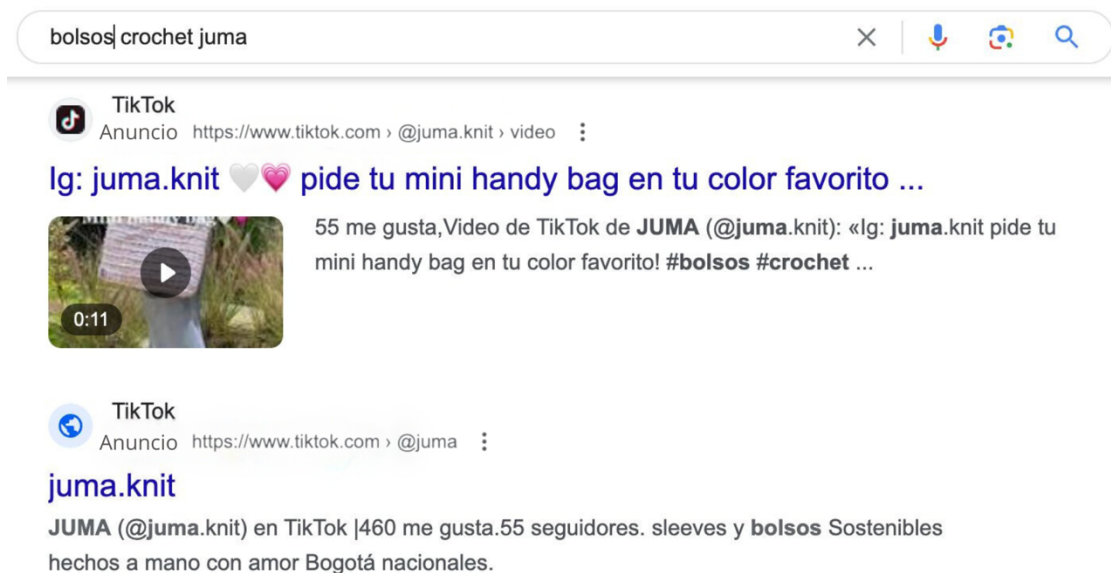 bolsos crochet juma
TikTok
Anuncio https://www.tiktok.com › @juma.knit › video
Ig: juma.knit 🤍💗 pide tu mini handy bag en tu color favorito ...
55 me gusta,Video de TikTok de JUMA (@juma.knit): «Ig: juma.knit pide tu
mini handy bag en tu color favorito! #bolsos #crochet ...
0:11
TikTok
Anuncio https://www.tiktok.com › @juma
juma.knit
JUMA (@juma.knit) en TikTok |460 me gusta.55 seguidores. sleeves y bolsos Sostenibles
hechos a mano con amor Bogotá nacionales.